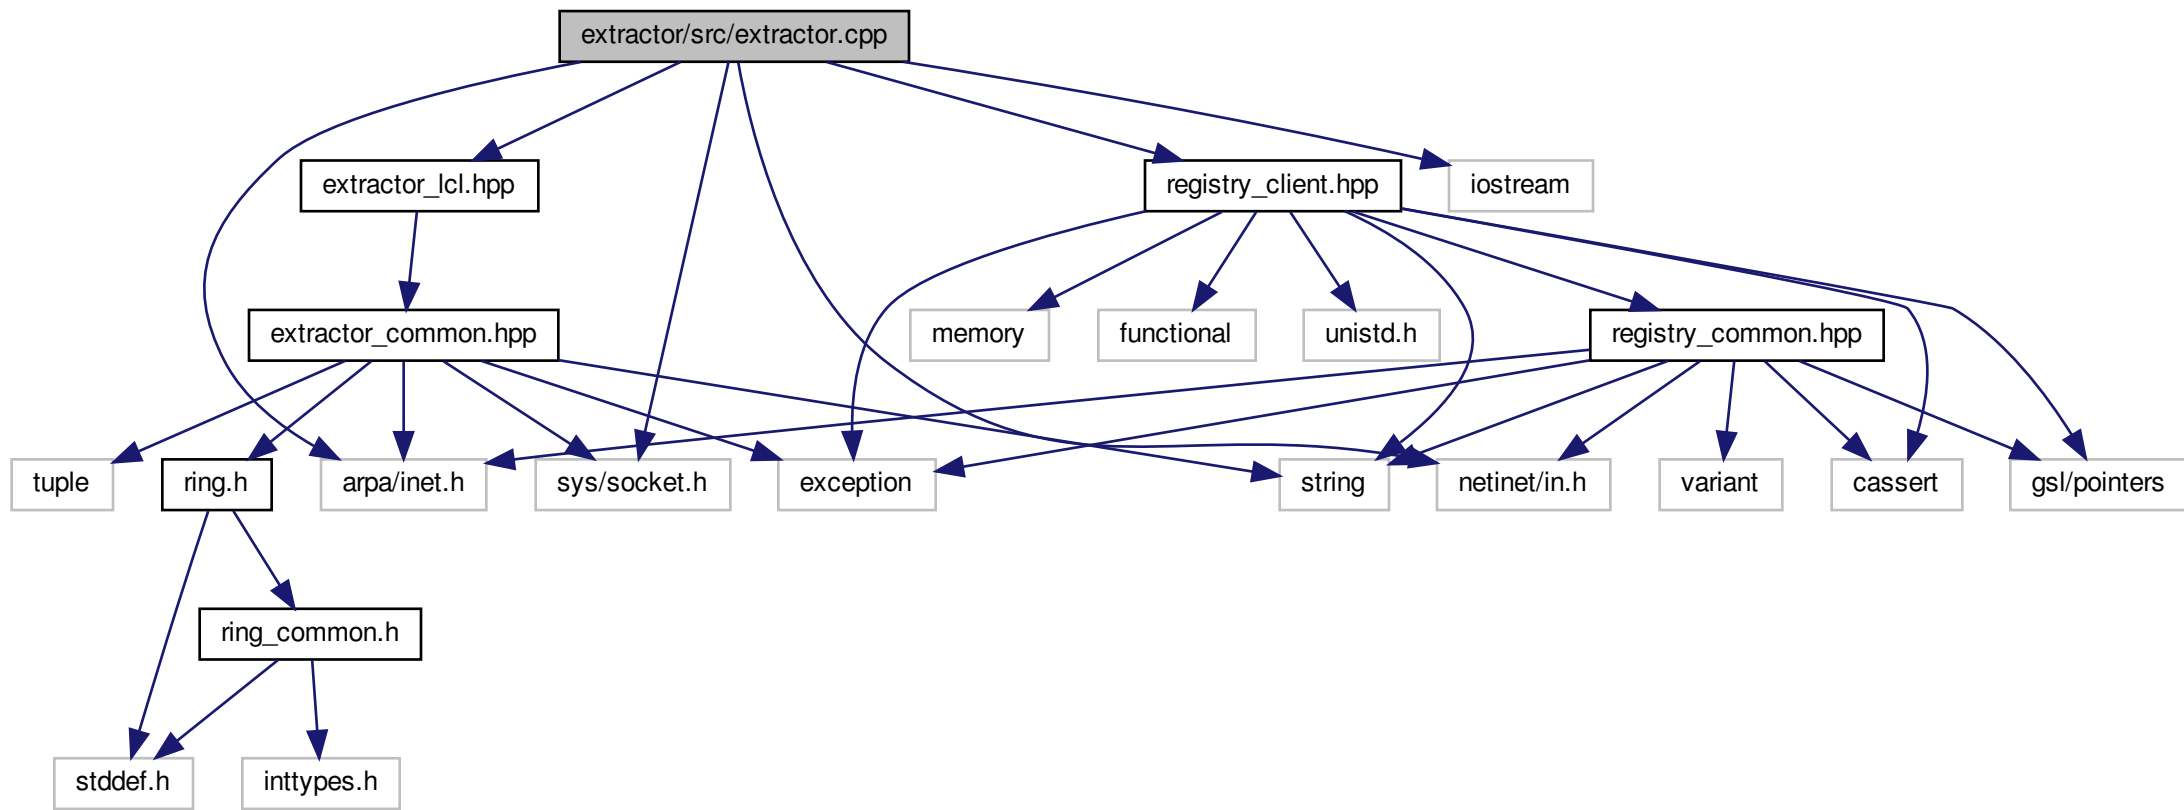 extractor/src/extractor.cpp
extractor_lcl.hpp
registry_client.hpp
iostream
extractor_common.hpp
memory
functional
unistd.h
registry_common.hpp
tuple
ring.h
arpa/inet.h
sys/socket.h
exception
string
netinet/in.h
variant
cassert
gsl/pointers
ring_common.h
stddef.h
inttypes.h